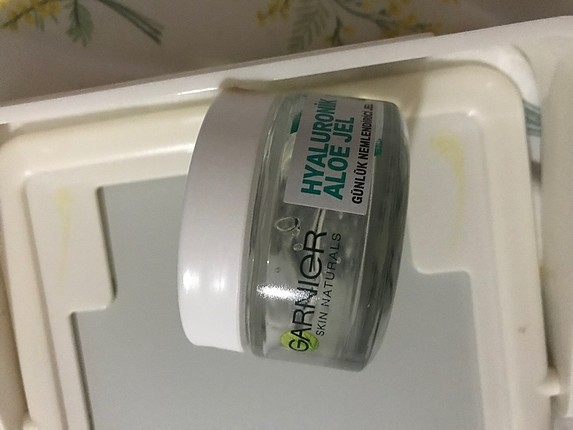 GARNIER
SKIN NATURALS
HYALURONİK
ALOE JEL
GÜNLÜK NEMLENDİRİCİ JEL